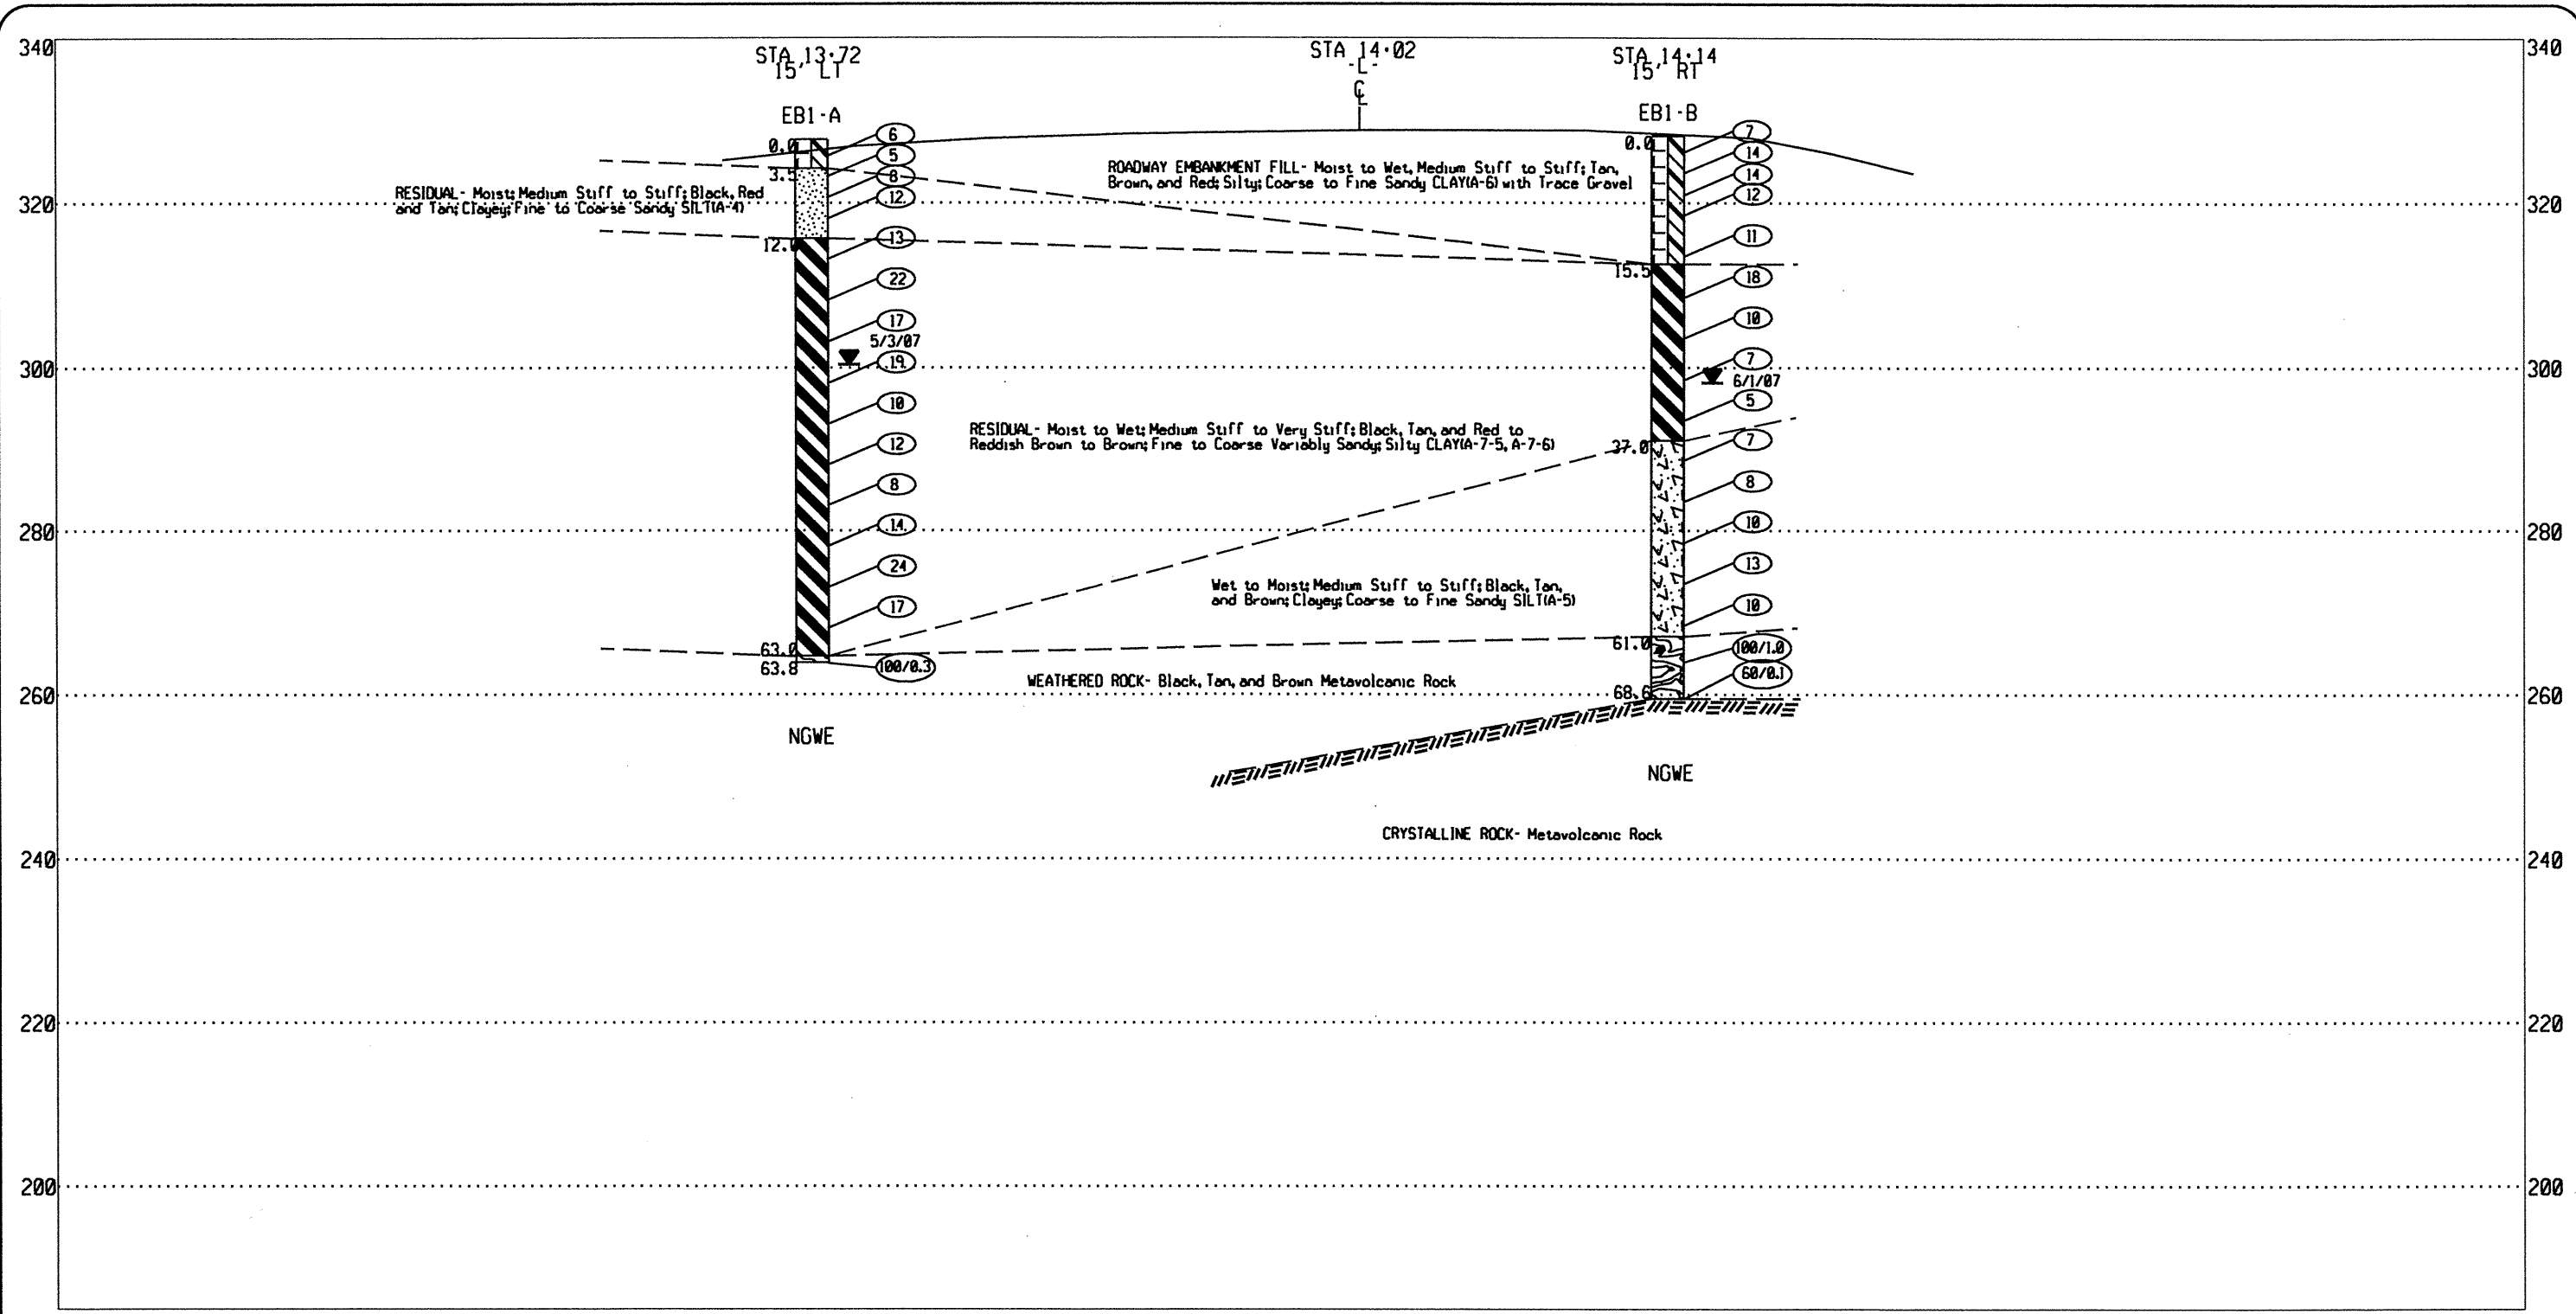 340
340
STA 13+72
15' LT
STA 14+02
-L-
CL
STA 14+14
15' RT
EB1-A
EB1-B
6
7
0.0
0.0
5
14
ROADWAY EMBANKMENT FILL- Moist to Wet, Medium Stiff to Stiff; Tan,
Brown, and Red; Silty; Coarse to Fine Sandy CLAY(A-6) with Trace Gravel
3.5
8
14
RESIDUAL- Moist; Medium Stiff to Stiff; Black, Red
and Tan; Clayey; Fine to Coarse Sandy SILT(A-4)
12
12
320
320
12.0
13
11
15.5
22
18
17
10
5/3/07
19
7
300
300
6/1/07
10
5
RESIDUAL- Moist to Wet; Medium Stiff to Very Stiff; Black, Tan, and Red to
Reddish Brown to Brown; Fine to Coarse Variably Sandy; Silty CLAY(A-7-5, A-7-6)
12
37.0
7
8
8
14
10
280
280
24
13
Wet to Moist; Medium Stiff to Stiff; Black, Tan,
and Brown; Clayey; Coarse to Fine Sandy SILT(A-5)
17
10
63.0
61.0
100/1.0
63.8
100/0.3
60/0.1
WEATHERED ROCK- Black, Tan, and Brown Metavolcanic Rock
68.6
260
260
NGWE
NGWE
CRYSTALLINE ROCK- Metavolcanic Rock
240
240
220
220
200
200